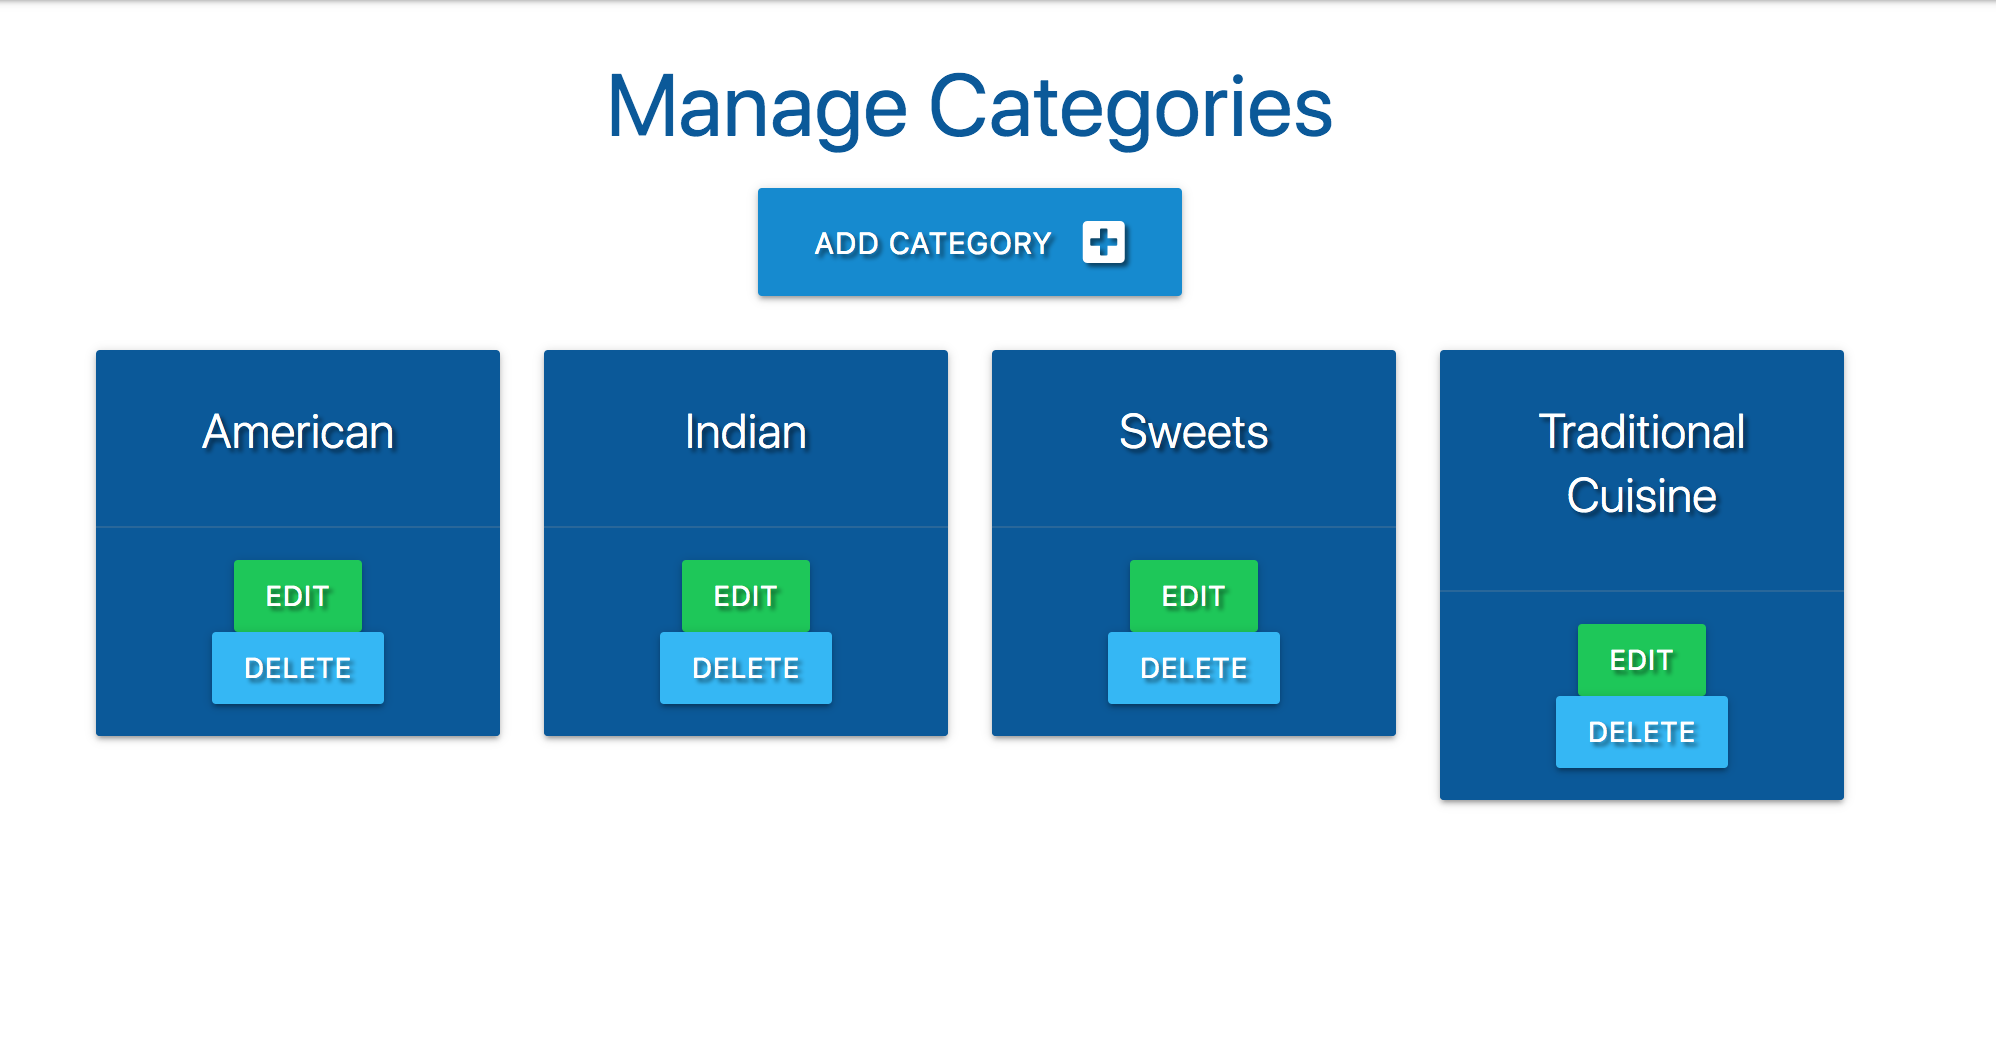 Manage Categories
ADD CATEGORY
American
EDIT
DELETE
Indian
EDIT
DELETE
Sweets
EDIT
DELETE
Traditional
Cuisine
EDIT
DELETE